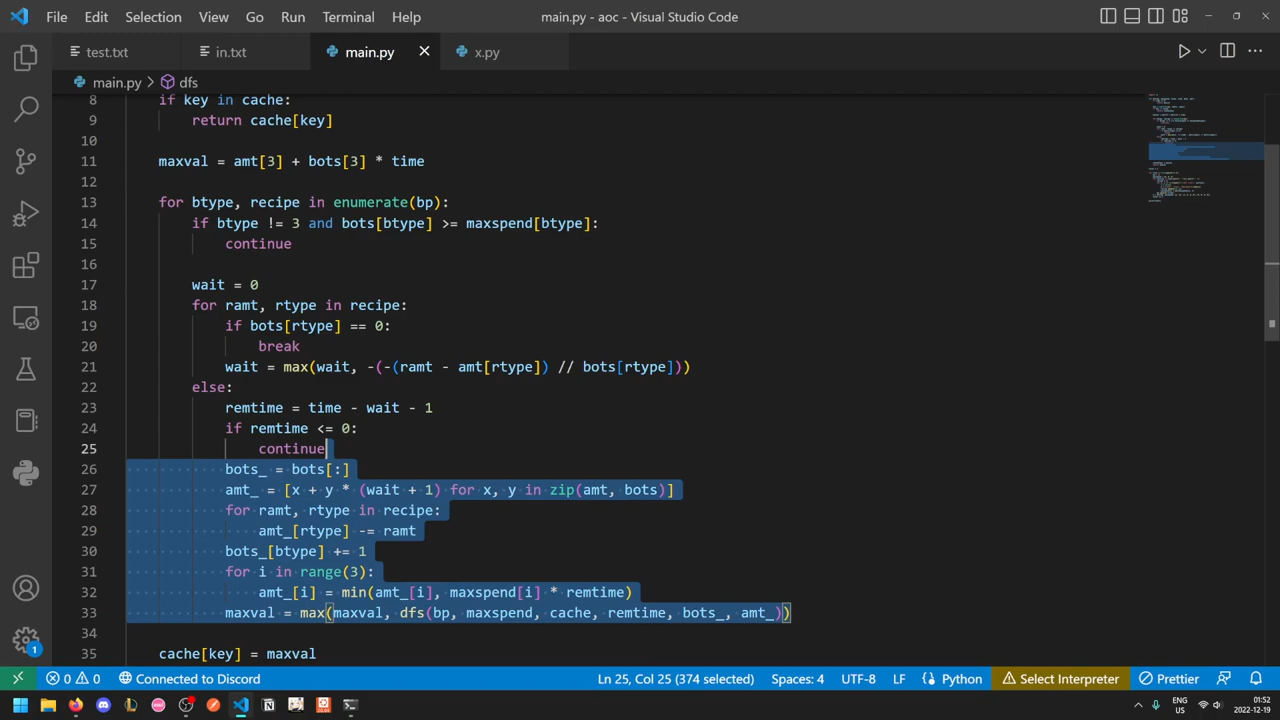 File Edit Selection View Go Run Terminal Help main.py - aoc - Visual Studio Code
test.txt in.txt main.py x.py
main.py > dfs
8 if key in cache:
9 return cache[key]
10
11 maxval = amt[3] + bots[3] * time
12
13 for btype, recipe in enumerate(bp):
14 if btype != 3 and bots[btype] >= maxspend[btype]:
15 continue
16
17 wait = 0
18 for ramt, rtype in recipe:
19 if bots[rtype] == 0:
20 break
21 wait = max(wait, -(-(ramt - amt[rtype]) // bots[rtype]))
22 else:
23 remtime = time - wait - 1
24 if remtime <= 0:
25 continue
26 bots_ = bots[:]
27 amt_ = [x + y * (wait + 1) for x, y in zip(amt, bots)]
28 for ramt, rtype in recipe:
29 amt_[rtype] -= ramt
30 bots_[btype] += 1
31 for i in range(3):
32 amt_[i] = min(amt_[i], maxspend[i] * remtime)
33 maxval = max(maxval, dfs(bp, maxspend, cache, remtime, bots_, amt_))
34
35 cache[key] = maxval
0 0 Connected to Discord Ln 25, Col 25 (374 selected) Spaces: 4 UTF-8 LF Python Select Interpreter Prettier
1
ENG 01:52
US 2022-12-19